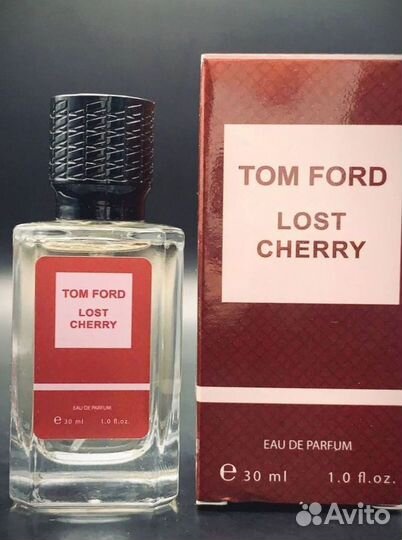 TOM FORD
LOST
CHERRY
EAU DE PARFUM
℮ 30 ml 1.0 fl.oz.
TOM FORD
LOST
CHERRY
EAU DE PARFUM
℮ 30 ml 1.0 fl.oz.
Avito